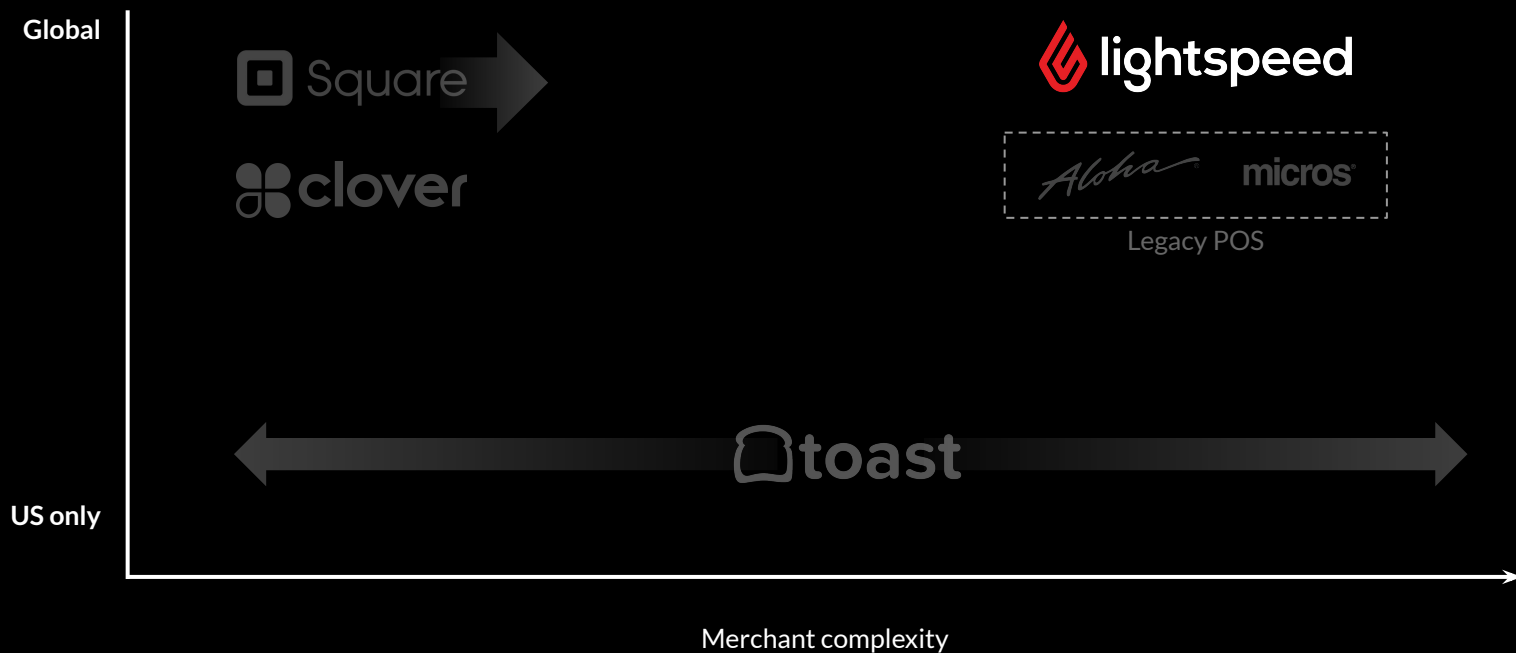 Global
Square
lightspeed
clover
Aloha
micros
Legacy POS
toast
US only
Merchant complexity